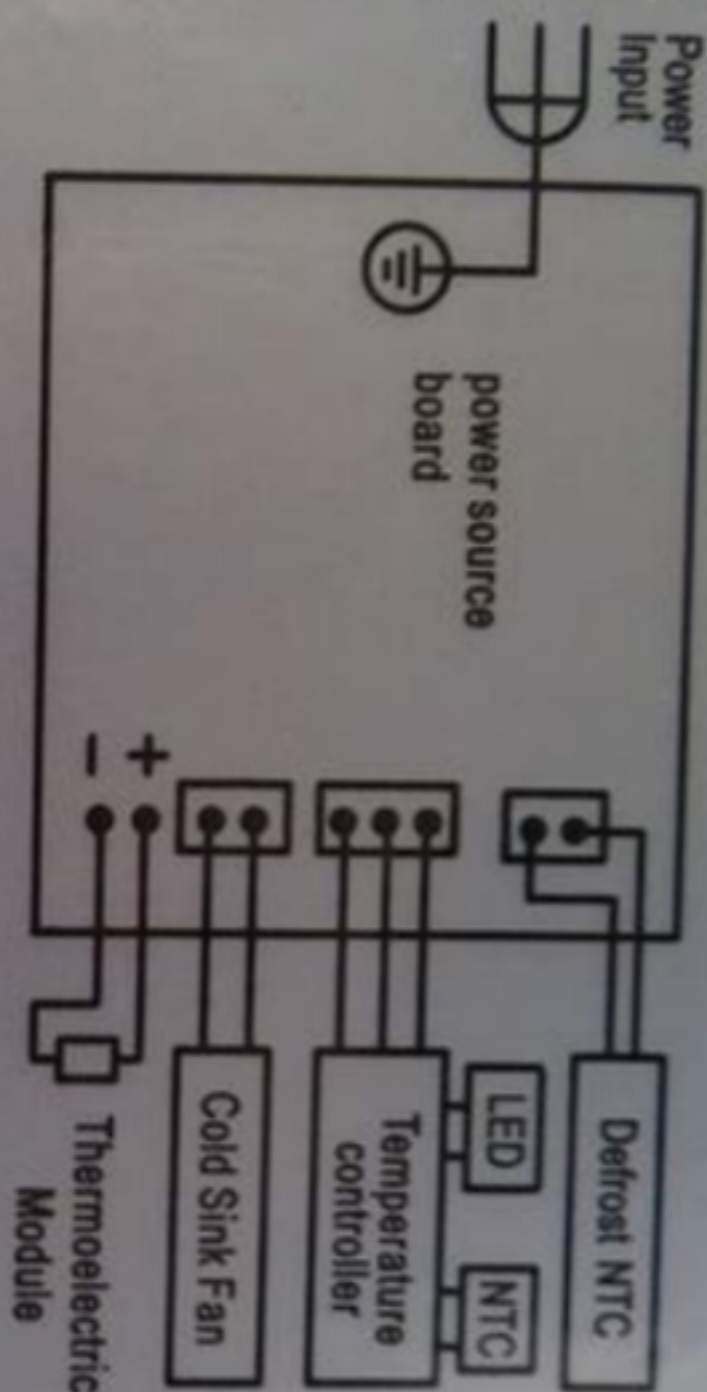 Power
Input
power source
board
Defrost NTC
LED
NTC
Temperature
controller
Cold Sink Fan
+
−
Thermoelectric
Module